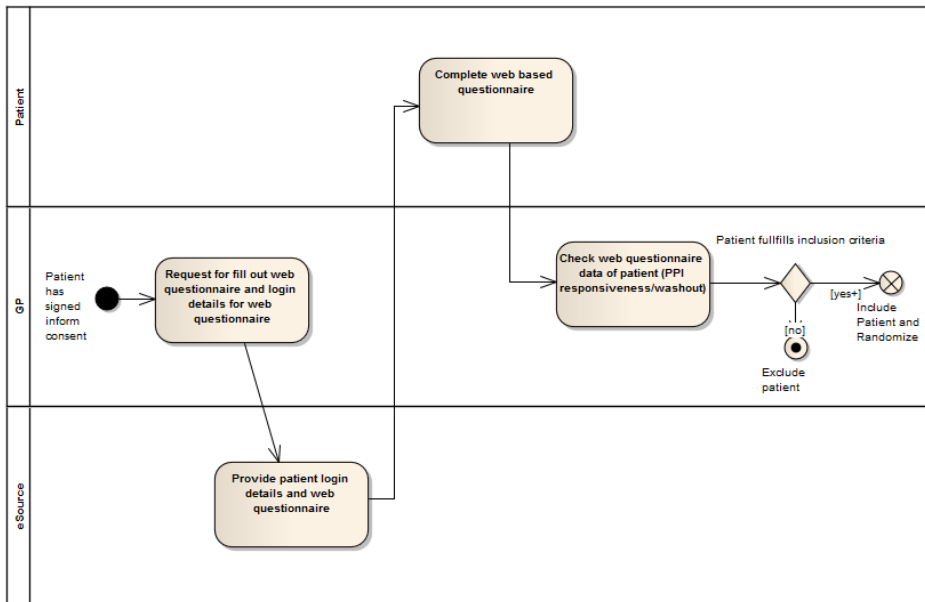 Patient
Complete web based
questionnaire
GP
Patient
has
signed
inform
consent
Request for fill out web
questionnaire and login
details for web
questionnaire
Check web questionnaire
data of patient (PPI
responsiveness/washout)
Patient fullfills inclusion criteria
[yes+]
Include
Patient and
Randomize
[no]
Exclude
patient
eSource
Provide patient login
details and web
questionnaire